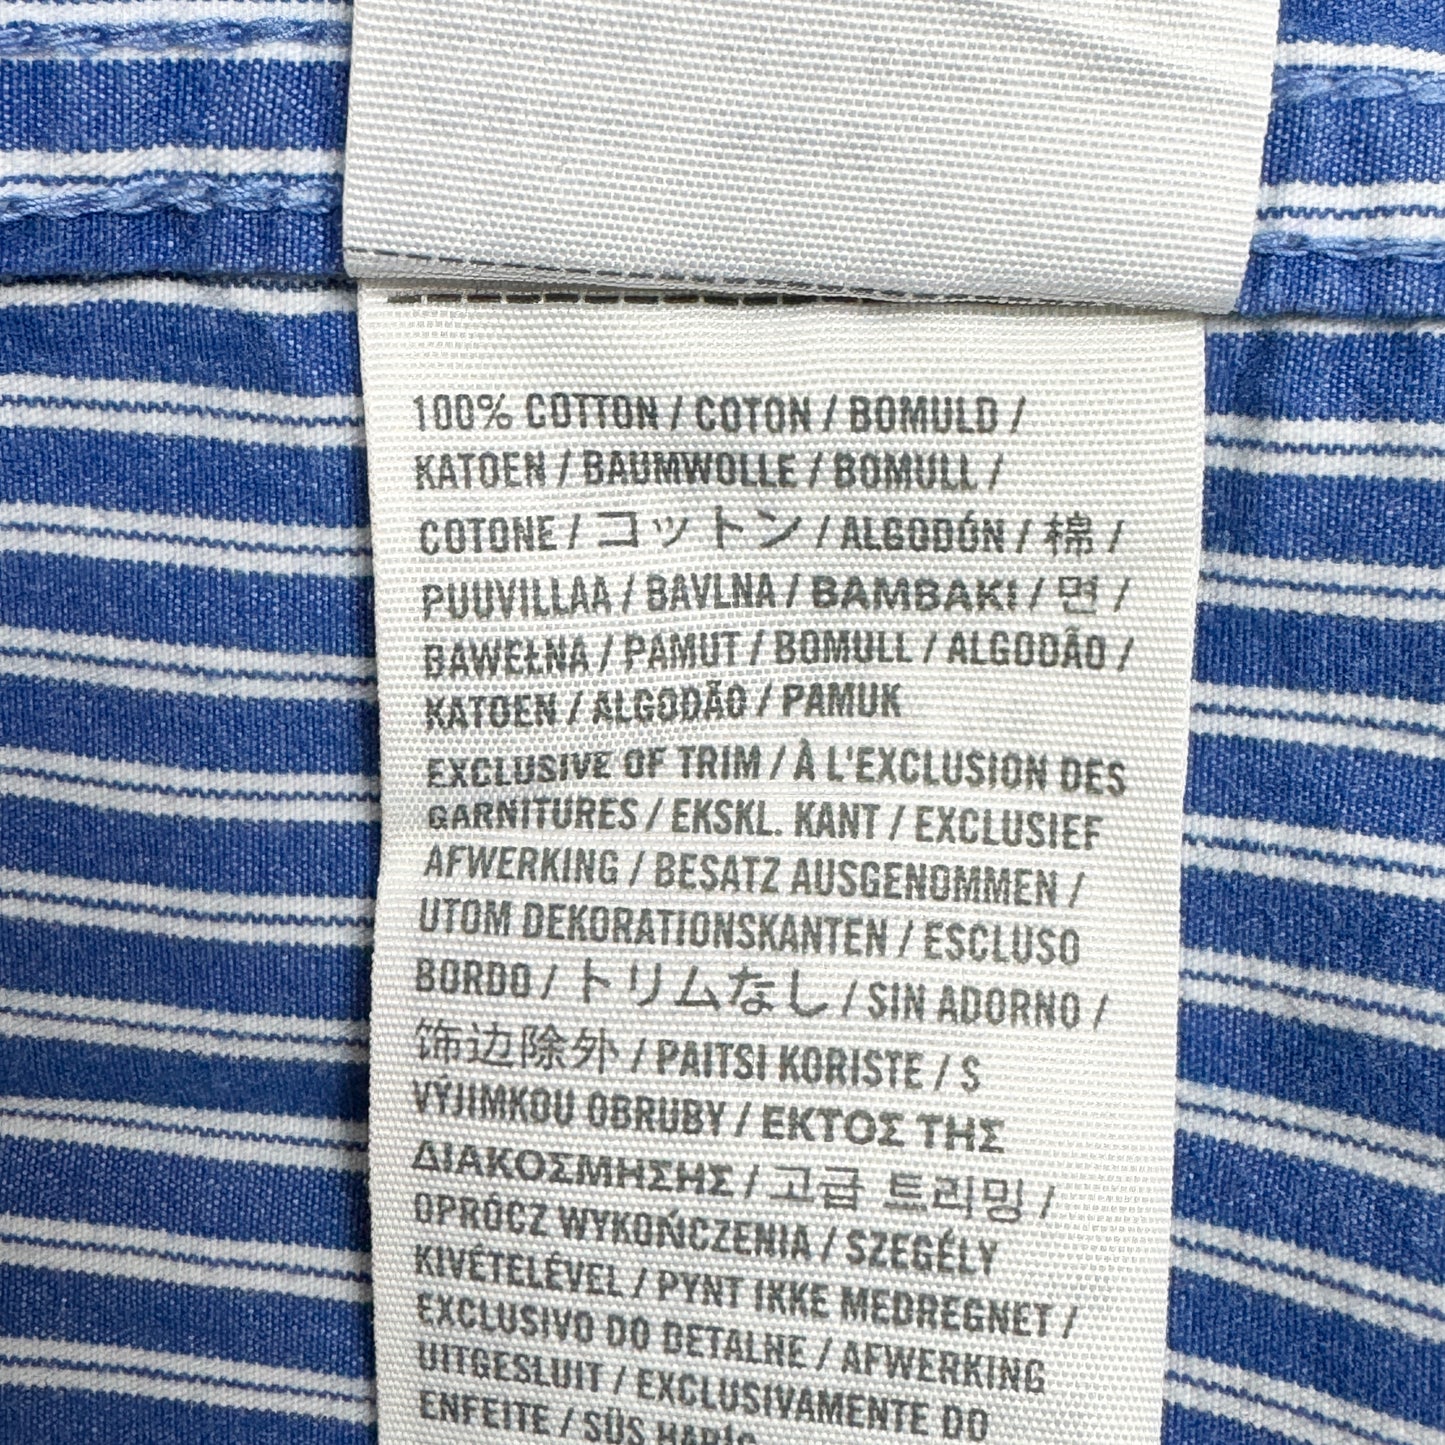 100% COTTON / COTON / BOMULD /
KATOEN / BAUMWOLLE / BOMULL /
COTONE / コットン / ALGODÓN / 棉 /
PUUVILLAA / BAVLNA / BAMBAKI / 면 /
BAWEŁNA / PAMUT / BOMULL / ALGODÃO /
KATOEN / ALGODÃO / PAMUK
EXCLUSIVE OF TRIM / À L'EXCLUSION DES
GARNITURES / EKSKL. KANT / EXCLUSIEF
AFWERKING / BESATZ AUSGENOMMEN /
UTOM DEKORATIONSKANTEN / ESCLUSO
BORDO / トリムなし / SIN ADORNO /
饰边除外 / PAITSI KORISTE / S
VÝJIMKOU OBRUBY / ΕΚΤΟΣ ΤΗΣ
ΔΙΑΚΟΣΜΗΣΗΣ / 고급 트리밍 /
OPRÓCZ WYKOŃCZENIA / SZEGÉLY
KIVÉTELÉVEL / PYNT IKKE MEDREGNET /
EXCLUSIVO DO DETALHE / AFWERKING
UITGESLUIT / EXCLUSIVAMENTE DO
ENFEITE / SÜS HARİÇ